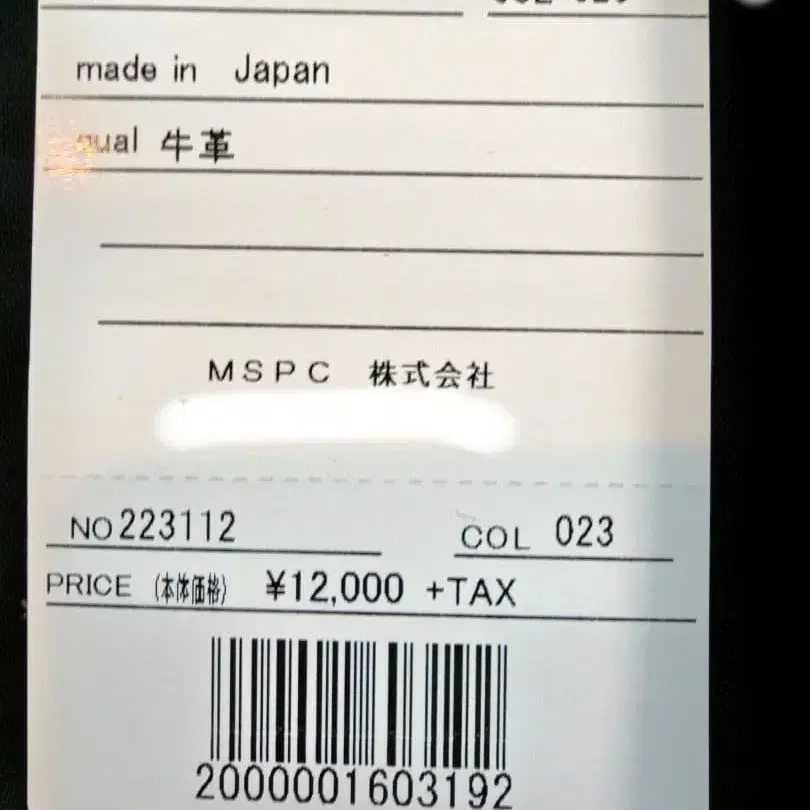 made in Japan
qual 牛革
MSPC 株式会社
NO 223112
COL 023
PRICE (本体価格) ¥12,000 +TAX
2000001603192